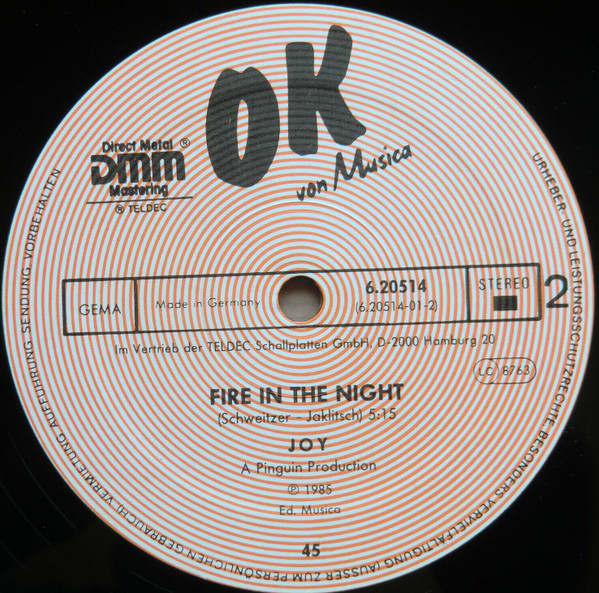 OK
von Musica
Direct Metal ®
DMM
Mastering
® TELDEC
GEMA
Made in Germany
6.20514
(6.20514-01-2)
STEREO
2
Im Vertrieb der TELDEC Schallplatten GmbH, D-2000 Hamburg 20
LC 8763
FIRE IN THE NIGHT
(Schweitzer - Jaklitsch) 5:15
JOY
A Pinguin Production
℗ 1985
Ed. Musica
45
URHEBER- UND LEISTUNGSSCHUTZRECHTE, BESONDERS VERVIELFÄLTIGUNG (AUSSER ZUM PERSÖNLICHEN GEBRAUCH), VERMIETUNG, AUFFÜHRUNG, SENDUNG, VORBEHALTEN